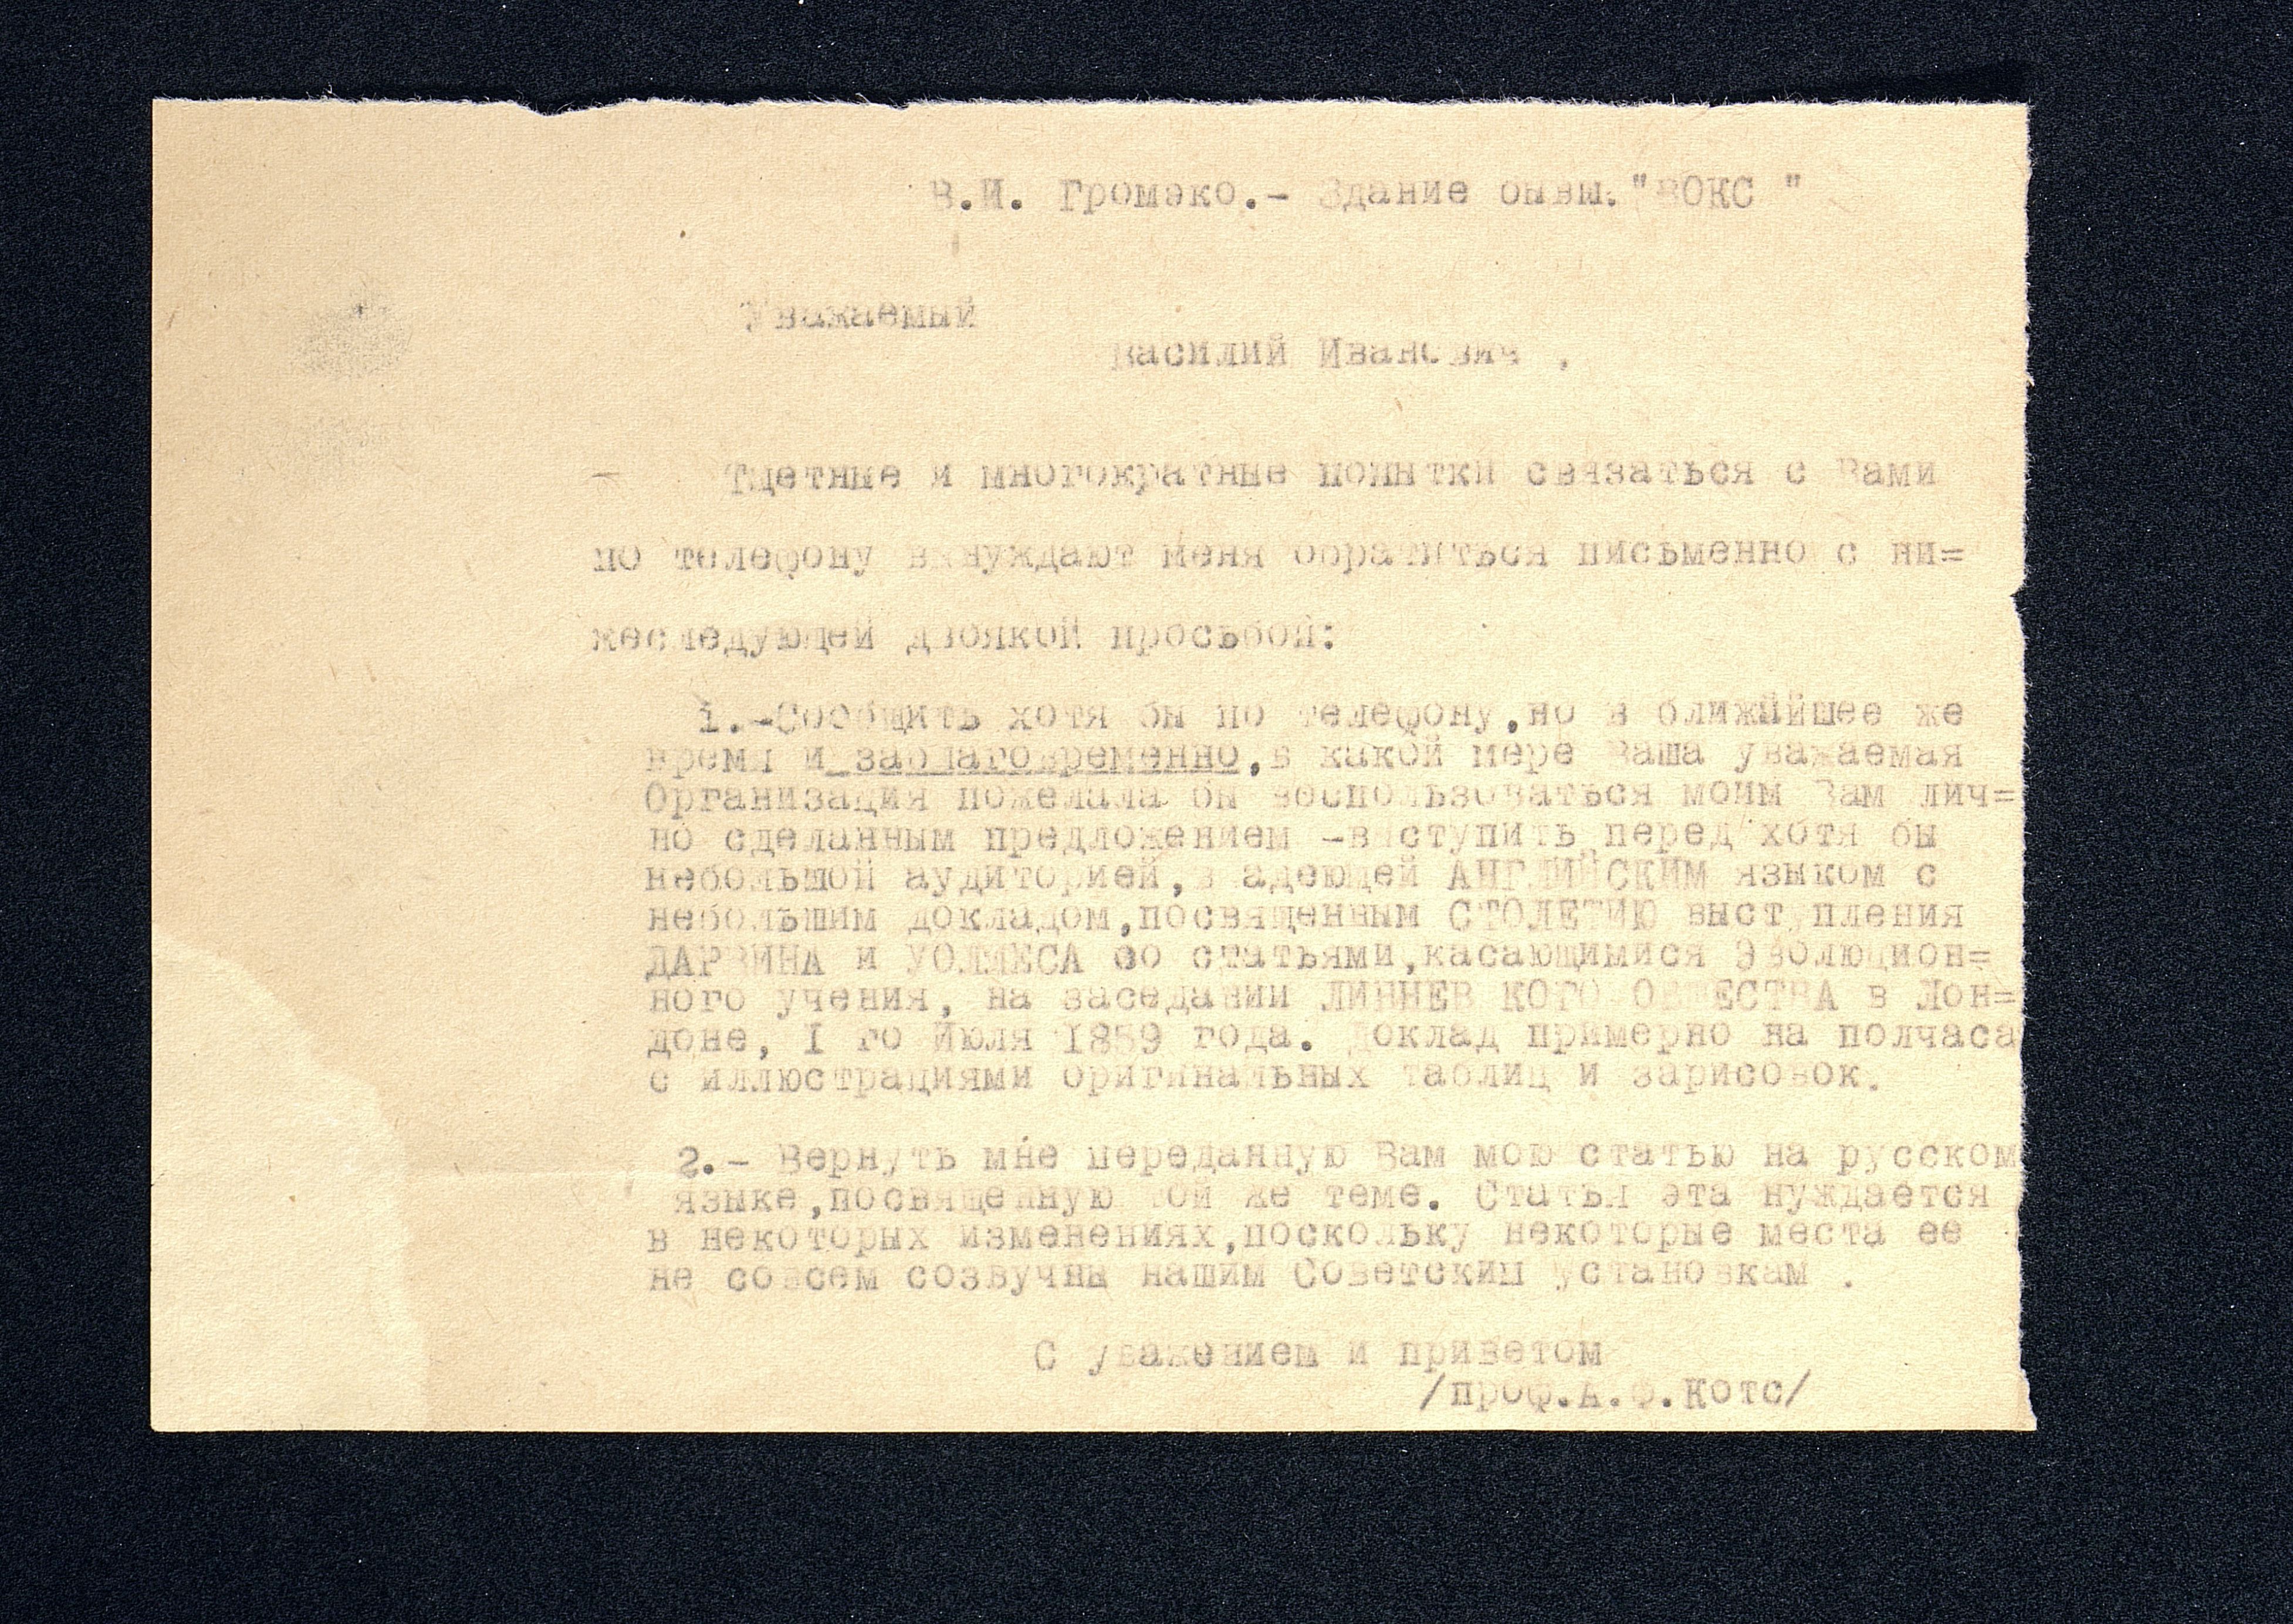 В.И. Громэко.- Здание бывш. "ВОКС "
Уважаемый
Василий Иванович .
- Тщетные и многократные попытки связаться с Вами
по телефону вынуждают меня обратиться письменно с ни=
жеследующей двоякой просьбой:
1.-Сообщить хотя бы по телефону,но в ближайшее же
время и заблаговременно,в какой мере Ваша уважаемая
Организация пожелала бы воспользоваться моим Вам лич=
но сделанным предложением -выступить перед хотя бы
небольшой аудиторией,владеющей АНГЛИЙСКИМ языком с
небольшим докладом,посвященным СТОЛЕТИЮ выступления
ДАРВИНА и УОЛЛЕСА со статьями,касающимися Эволюцион=
ного учения, на заседании ЛИННЕЕВСКОГО ОБЩЕСТВА в Лон=
доне, I го Июля 1859 года. Доклад примерно на полчаса
с иллюстрациями оригинальных таблиц и зарисовок.
2.- Вернуть мне переданную Вам мою статью на русском
языке,посвященную той же теме. Статья эта нуждается
в некоторых изменениях,поскольку некоторые места ее
не совсем созвучны нашим Советским установкам .
С уважением и приветом
/проф.А.Ф.Котс/